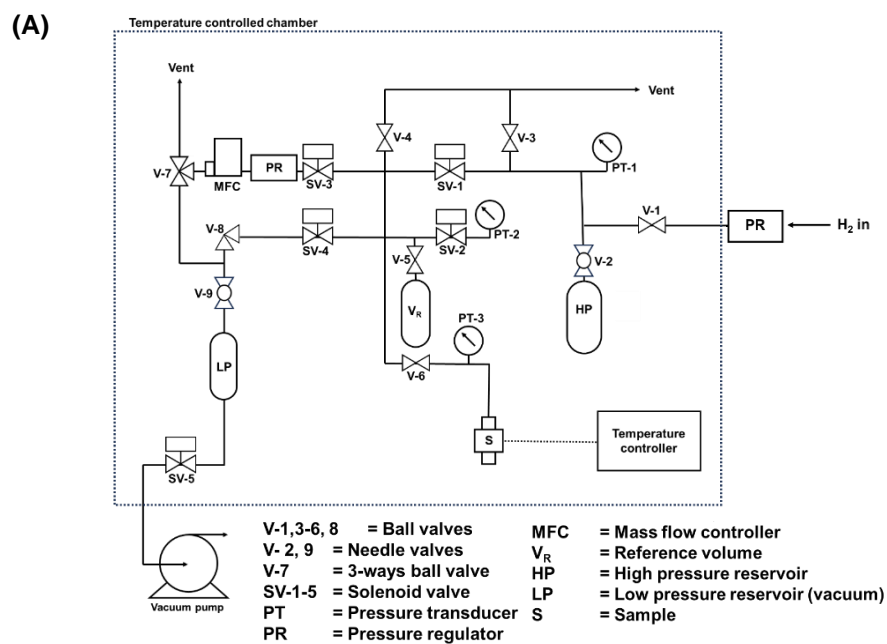 (A)
Temperature controlled chamber
Vent
Vent
V-4
V-3
PT-1
V-7
MFC
PR
SV-3
SV-1
V-1
PR
H₂ in
V-8
SV-4
SV-2
PT-2
V-5
V-2
V-9
V_R
HP
PT-3
LP
V-6
S
Temperature
controller
SV-5
Vacuum pump
V-1,3-6, 8 = Ball valves
V- 2, 9 = Needle valves
V-7 = 3-ways ball valve
SV-1-5 = Solenoid valve
PT = Pressure transducer
PR = Pressure regulator
MFC = Mass flow controller
V_R = Reference volume
HP = High pressure reservoir
LP = Low pressure reservoir (vacuum)
S = Sample